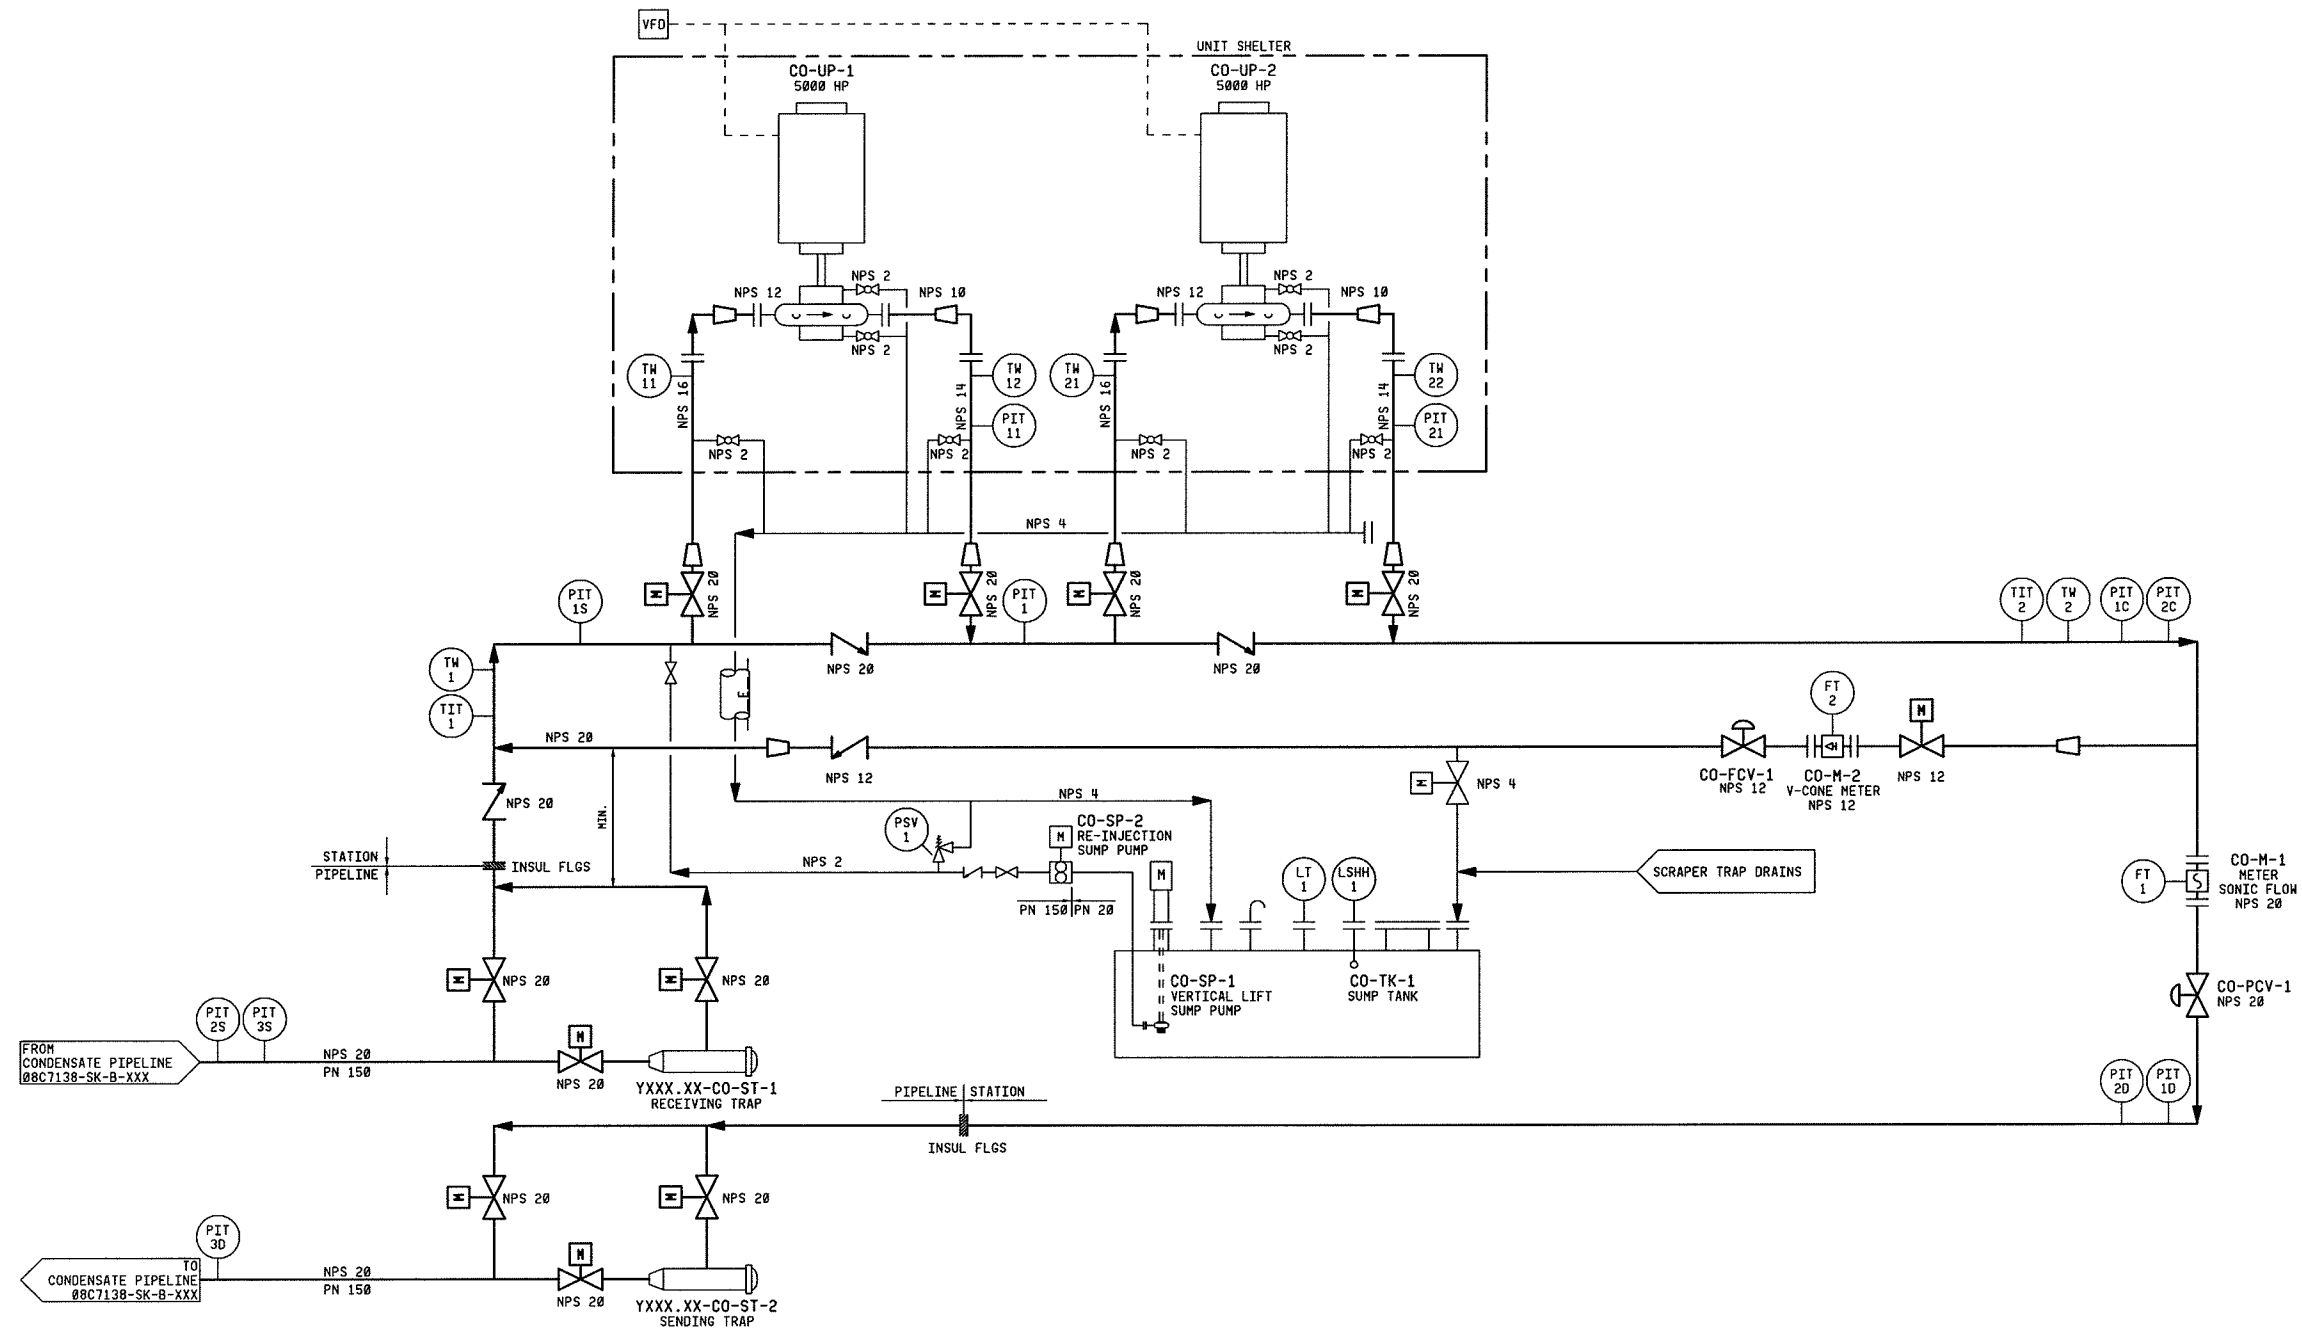 VFD
UNIT SHELTER
CO-UP-1
5000 HP
CO-UP-2
5000 HP
NPS 2
NPS 2
NPS 12
NPS 10
NPS 12
NPS 10
NPS 2
NPS 2
TW
11
NPS 16
TW
12
NPS 14
PIT
11
TW
21
NPS 16
TW
22
NPS 14
PIT
21
NPS 2
NPS 2
NPS 2
NPS 2
NPS 4
M
NPS 20
M
NPS 20
M
NPS 20
M
NPS 20
PIT
1S
PIT
1
TIT
2
TW
2
PIT
1C
PIT
2C
NPS 20
NPS 20
TW
1
TIT
1
E
FT
2
M
NPS 20
NPS 12
CO-FCV-1
NPS 12
CO-M-2
V-CONE METER
NPS 12
NPS 12
M
NPS 4
NPS 20
MIN.
NPS 4
PSV
1
CO-SP-2
RE-INJECTION
SUMP PUMP
M
NPS 2
STATION
PIPELINE
INSUL FLGS
M
LT
1
LSHH
1
SCRAPER TRAP DRAINS
FT
1
CO-M-1
METER
SONIC FLOW
NPS 20
PN 150
PN 20
M
NPS 20
M
NPS 20
CO-SP-1
VERTICAL LIFT
SUMP PUMP
CO-TK-1
SUMP TANK
CO-PCV-1
NPS 20
PIT
2S
PIT
3S
M
FROM
CONDENSATE PIPELINE
08C7138-SK-B-XXX
NPS 20
PN 150
NPS 20
YXXX.XX-CO-ST-1
RECEIVING TRAP
PIPELINE
STATION
INSUL FLGS
PIT
2D
PIT
1D
M
NPS 20
M
NPS 20
PIT
3D
M
TO
CONDENSATE PIPELINE
08C7138-SK-B-XXX
NPS 20
PN 150
NPS 20
YXXX.XX-CO-ST-2
SENDING TRAP